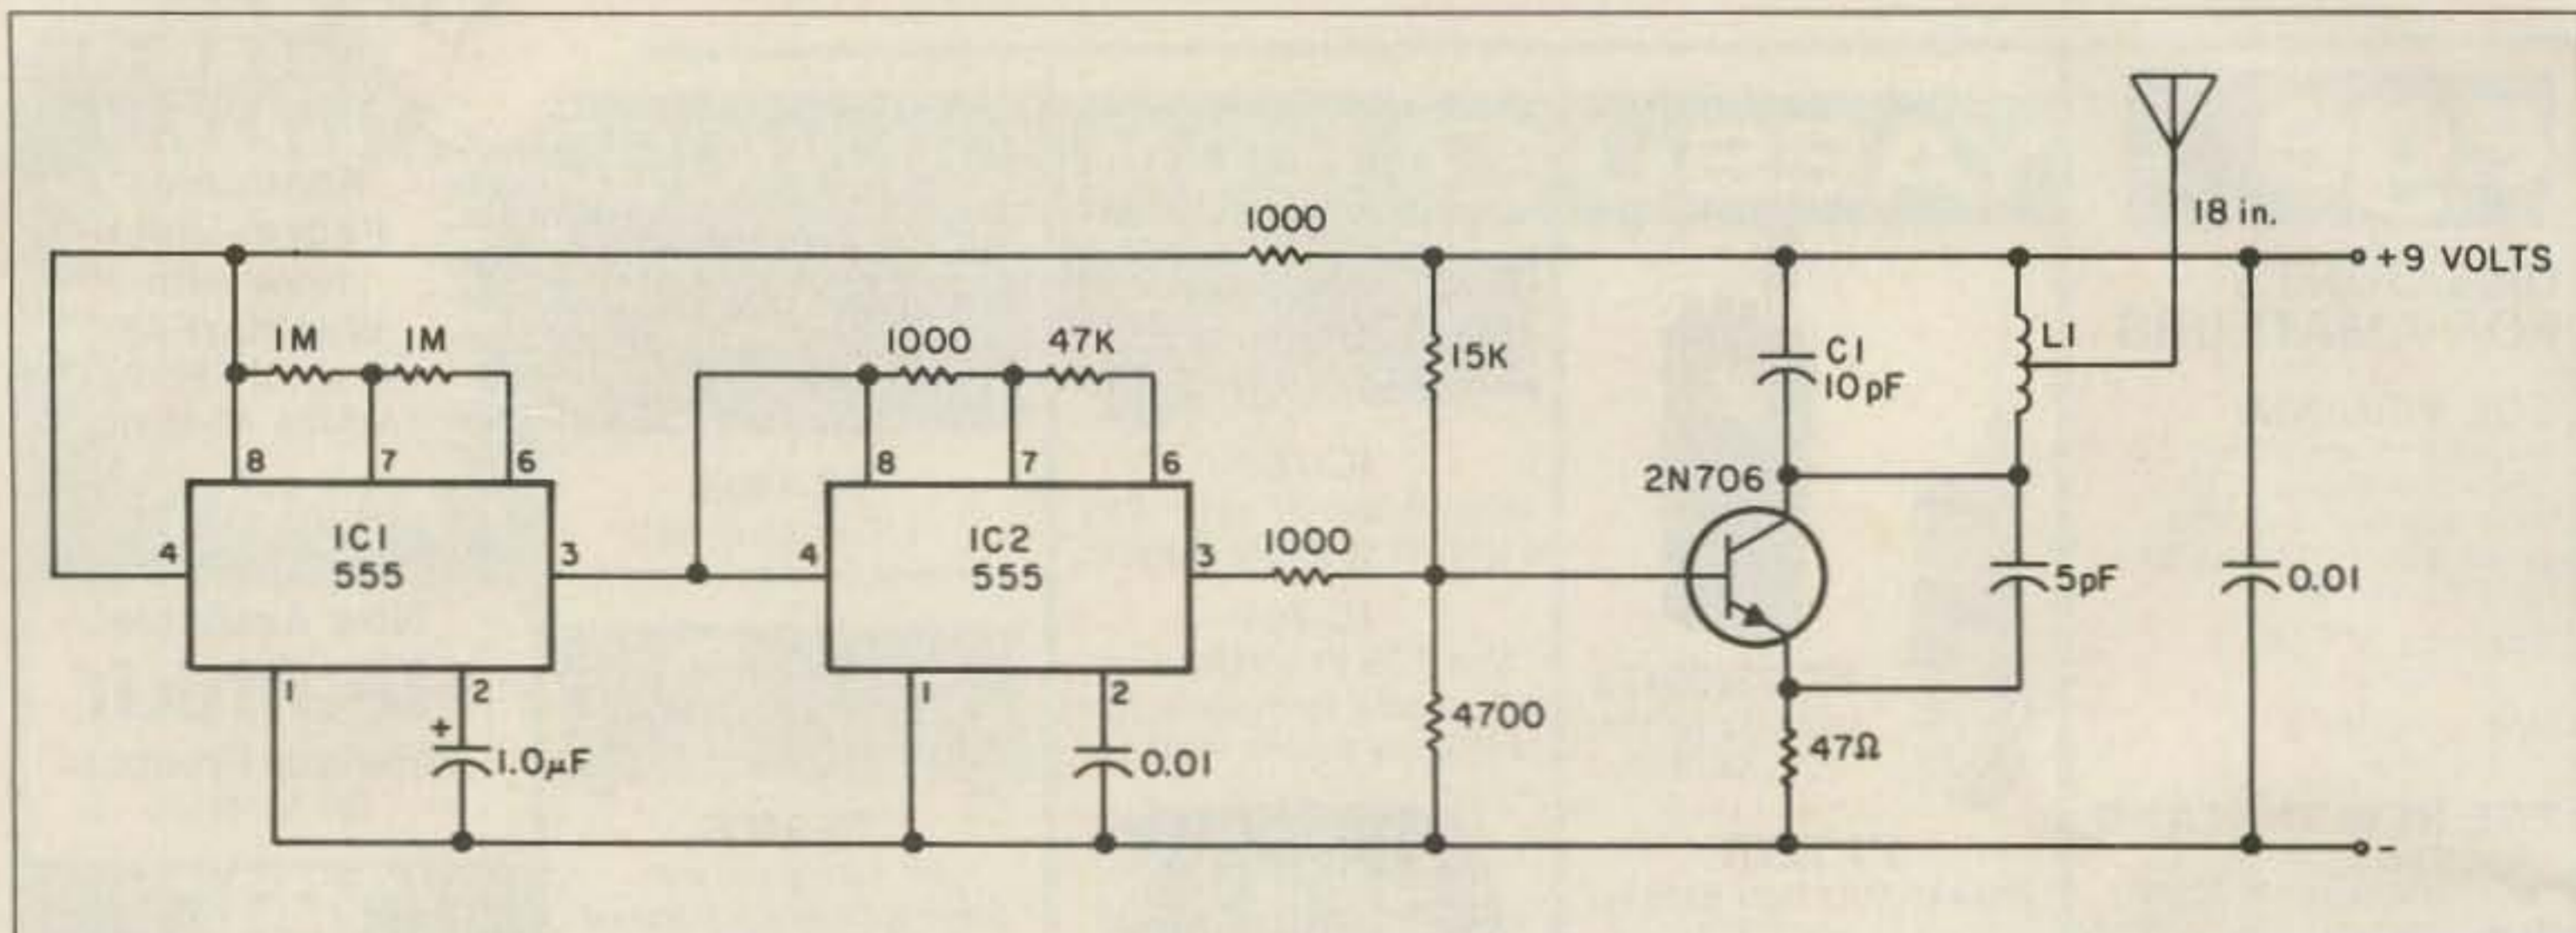 1000
18 in.
+9 VOLTS
1M 1M
1000 47K
15K
C1
10pF
L1
8 7 6
8 7 6
2N706
4 IC1 3
555
4 IC2 3
555
1000
5pF
0.01
1 2
1 2
+
1.0µF
0.01
4700
47Ω
-